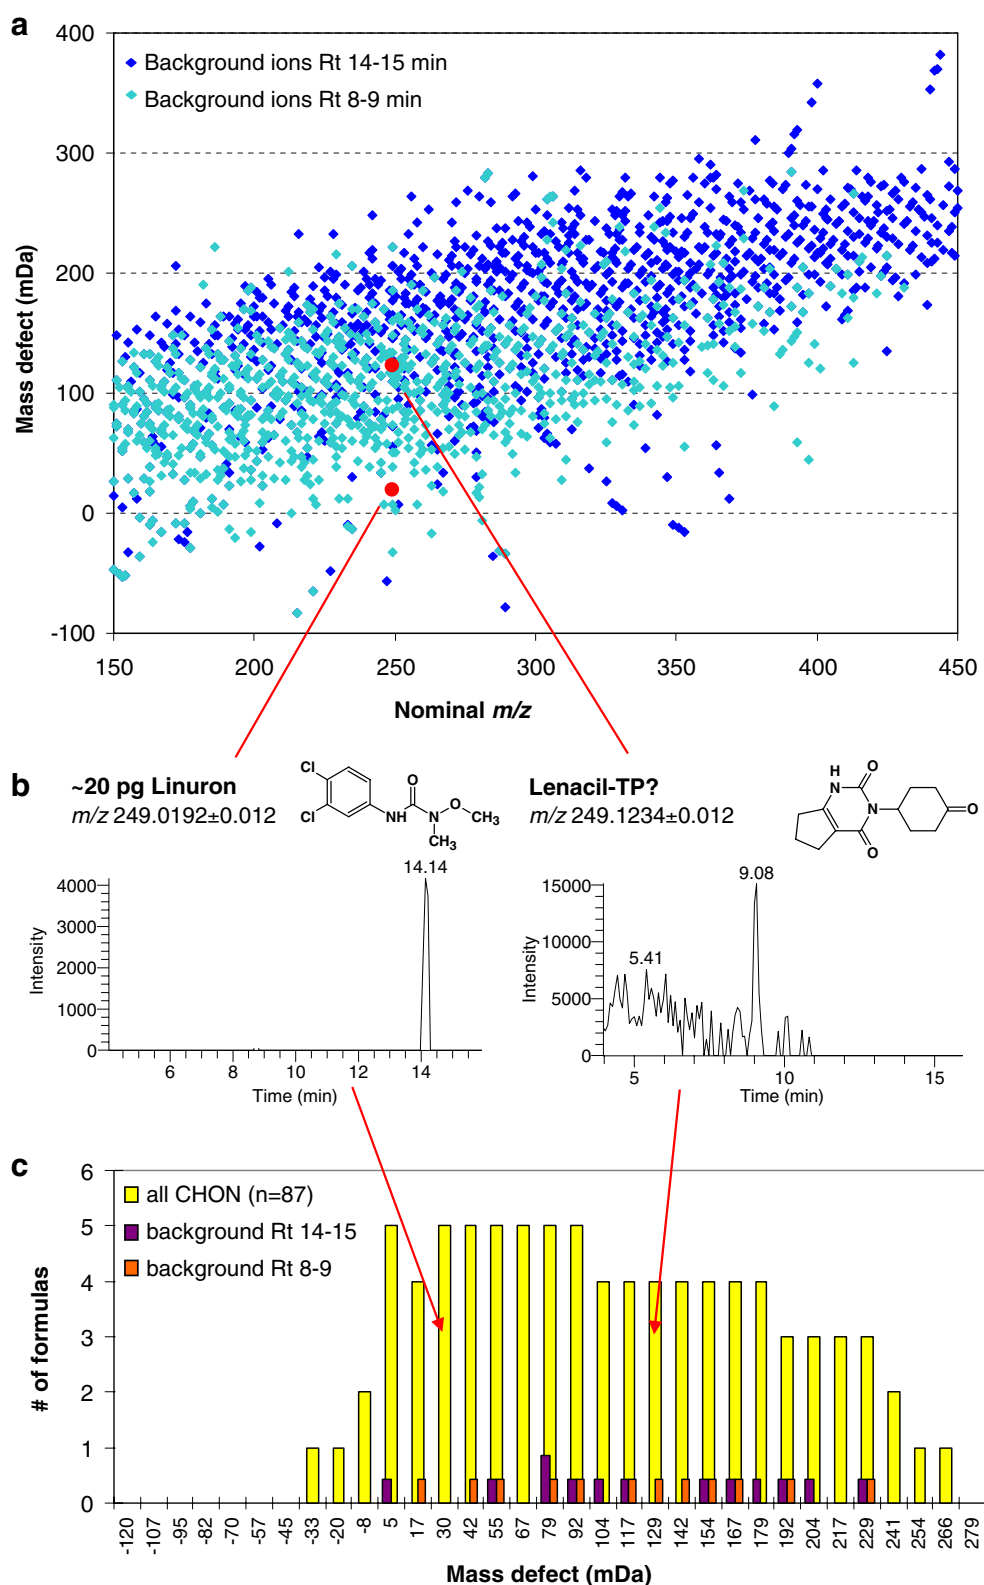 a
400
300
200
100
0
-100
Mass defect (mDa)
Background ions Rt 14-15 min
Background ions Rt 8-9 min
150 200 250 300 350 400 450
Nominal m/z
b
~20 pg Linuron
m/z 249.0192±0.012
Cl
Cl
O
NH
N
O
CH3
CH3
Lenacil-TP?
m/z 249.1234±0.012
H
N
O
N
O
O
14.14
4000
3000
2000
1000
0
Intensity
6 8 10 12 14
Time (min)
9.08
5.41
15000
10000
5000
0
Intensity
5 10 15
Time (min)
c
6
5
4
3
2
1
0
# of formulas
all CHON (n=87)
background Rt 14-15
background Rt 8-9
-120 -107 -95 -82 -70 -57 -45 -33 -20 -8 5 17 30 42 55 67 79 92 104 117 129 142 154 167 179 192 204 217 229 241 254 266 279
Mass defect (mDa)